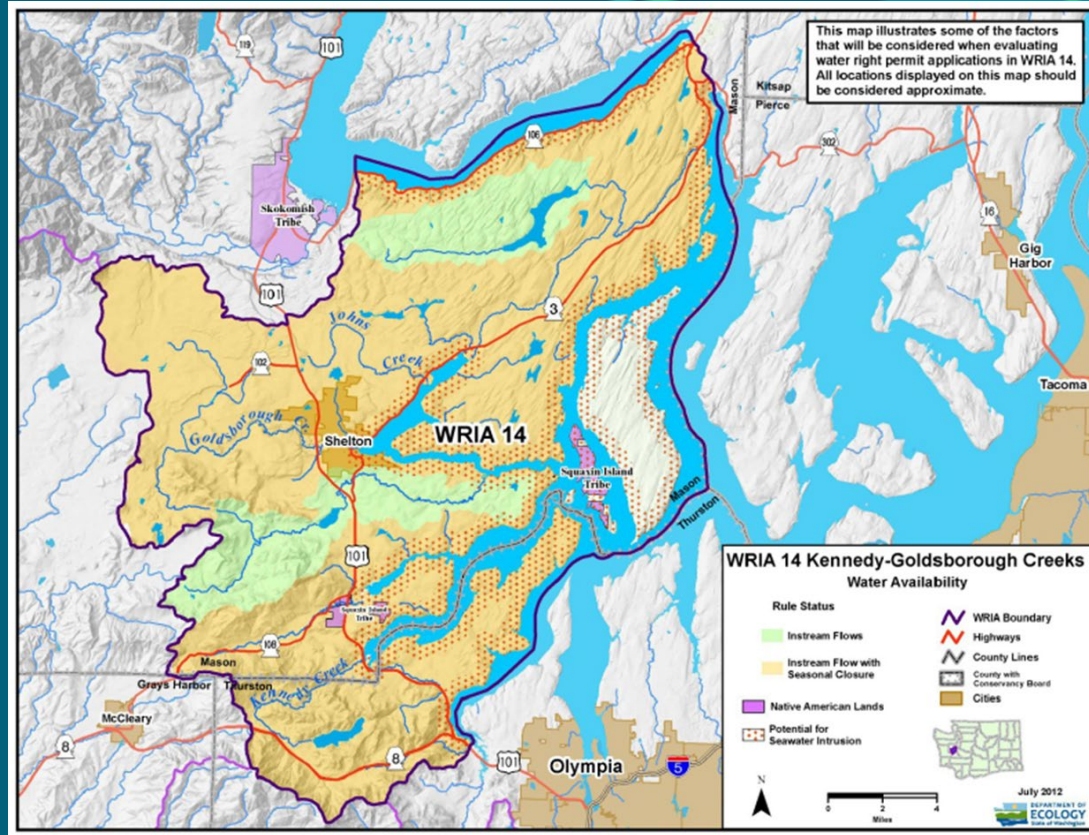 This map illustrates some of the factors
that will be considered when evaluating
water right permit applications in WRIA 14.
All locations displayed on this map should
be considered approximate.
119
101
Mason
Kitsap
Pierce
106
302
Skokomish
Tribe
16
Gig
Harbor
101
3
Johns
Creek
102
Tacoma
Goldsborough Cr
Shelton
WRIA 14
Squaxin Island
Tribe
Mason
Thurston
101
Squaxin Island
Tribe
108
Mason
Grays Harbor
Thurston
Kennedy Creek
McCleary
8
8
101
Olympia
5
WRIA 14 Kennedy-Goldsborough Creeks
Water Availability
Rule Status
Instream Flows
Instream Flow with
Seasonal Closure
Native American Lands
Potential for
Seawater Intrusion
WRIA Boundary
Highways
County Lines
County with
Conservancy Board
Cities
N
0 2 4
Miles
July 2012
DEPARTMENT OF
ECOLOGY
State of Washington